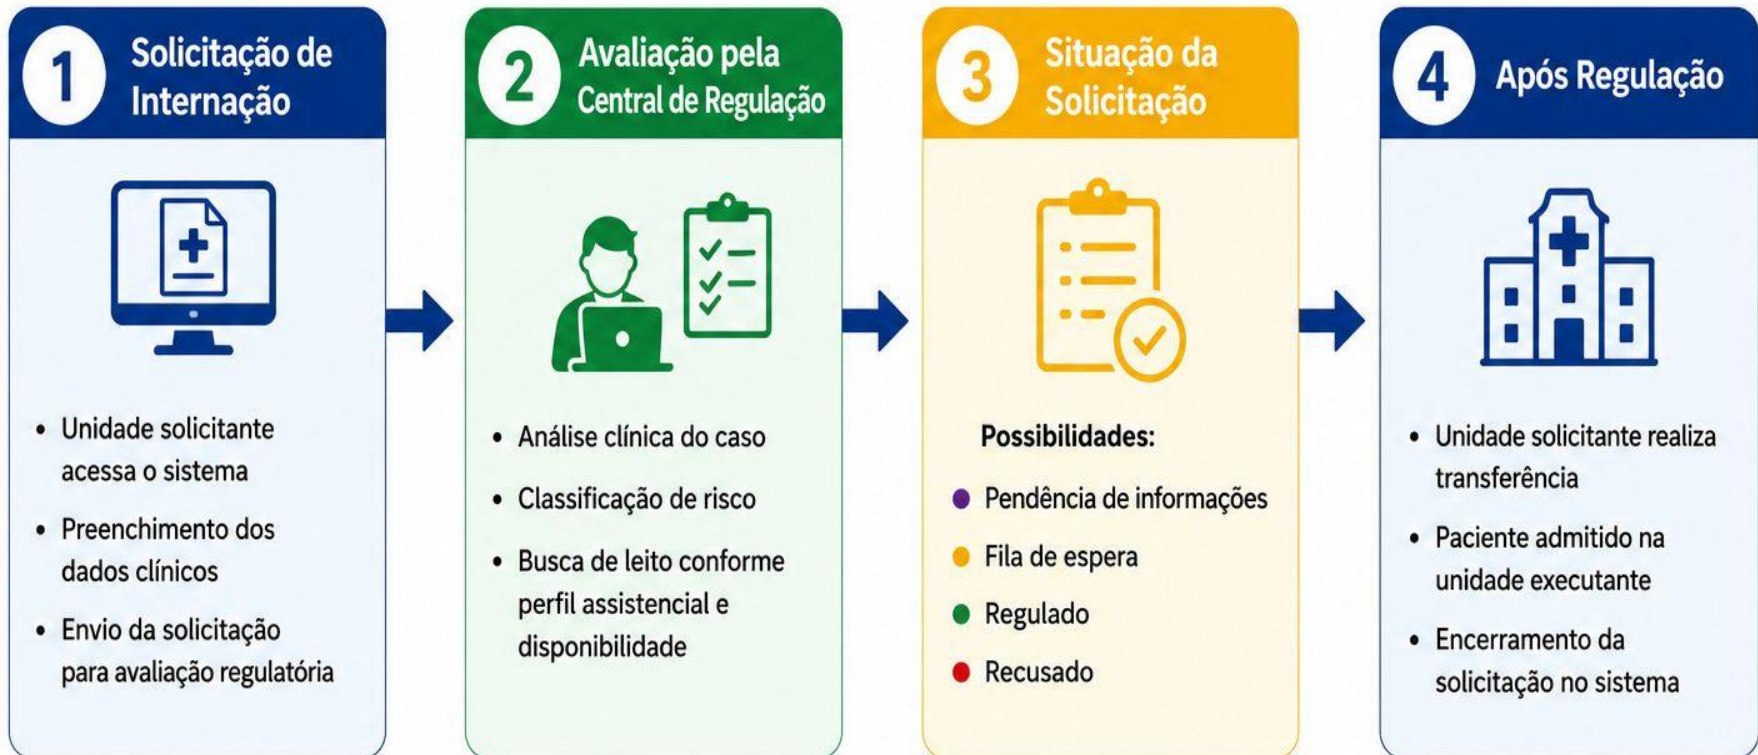 1
Solicitação de
Internação
• Unidade solicitante
acessa o sistema
• Preenchimento dos
dados clínicos
• Envio da solicitação
para avaliação regulatória
2
Avaliação pela
Central de Regulação
• Análise clínica do caso
• Classificação de risco
• Busca de leito conforme
perfil assistencial e
disponibilidade
3
Situação da
Solicitação
Possibilidades:
• Pendência de informações
• Fila de espera
• Regulado
• Recusado
4
Após Regulação
• Unidade solicitante realiza
transferência
• Paciente admitido na
unidade executante
• Encerramento da
solicitação no sistema